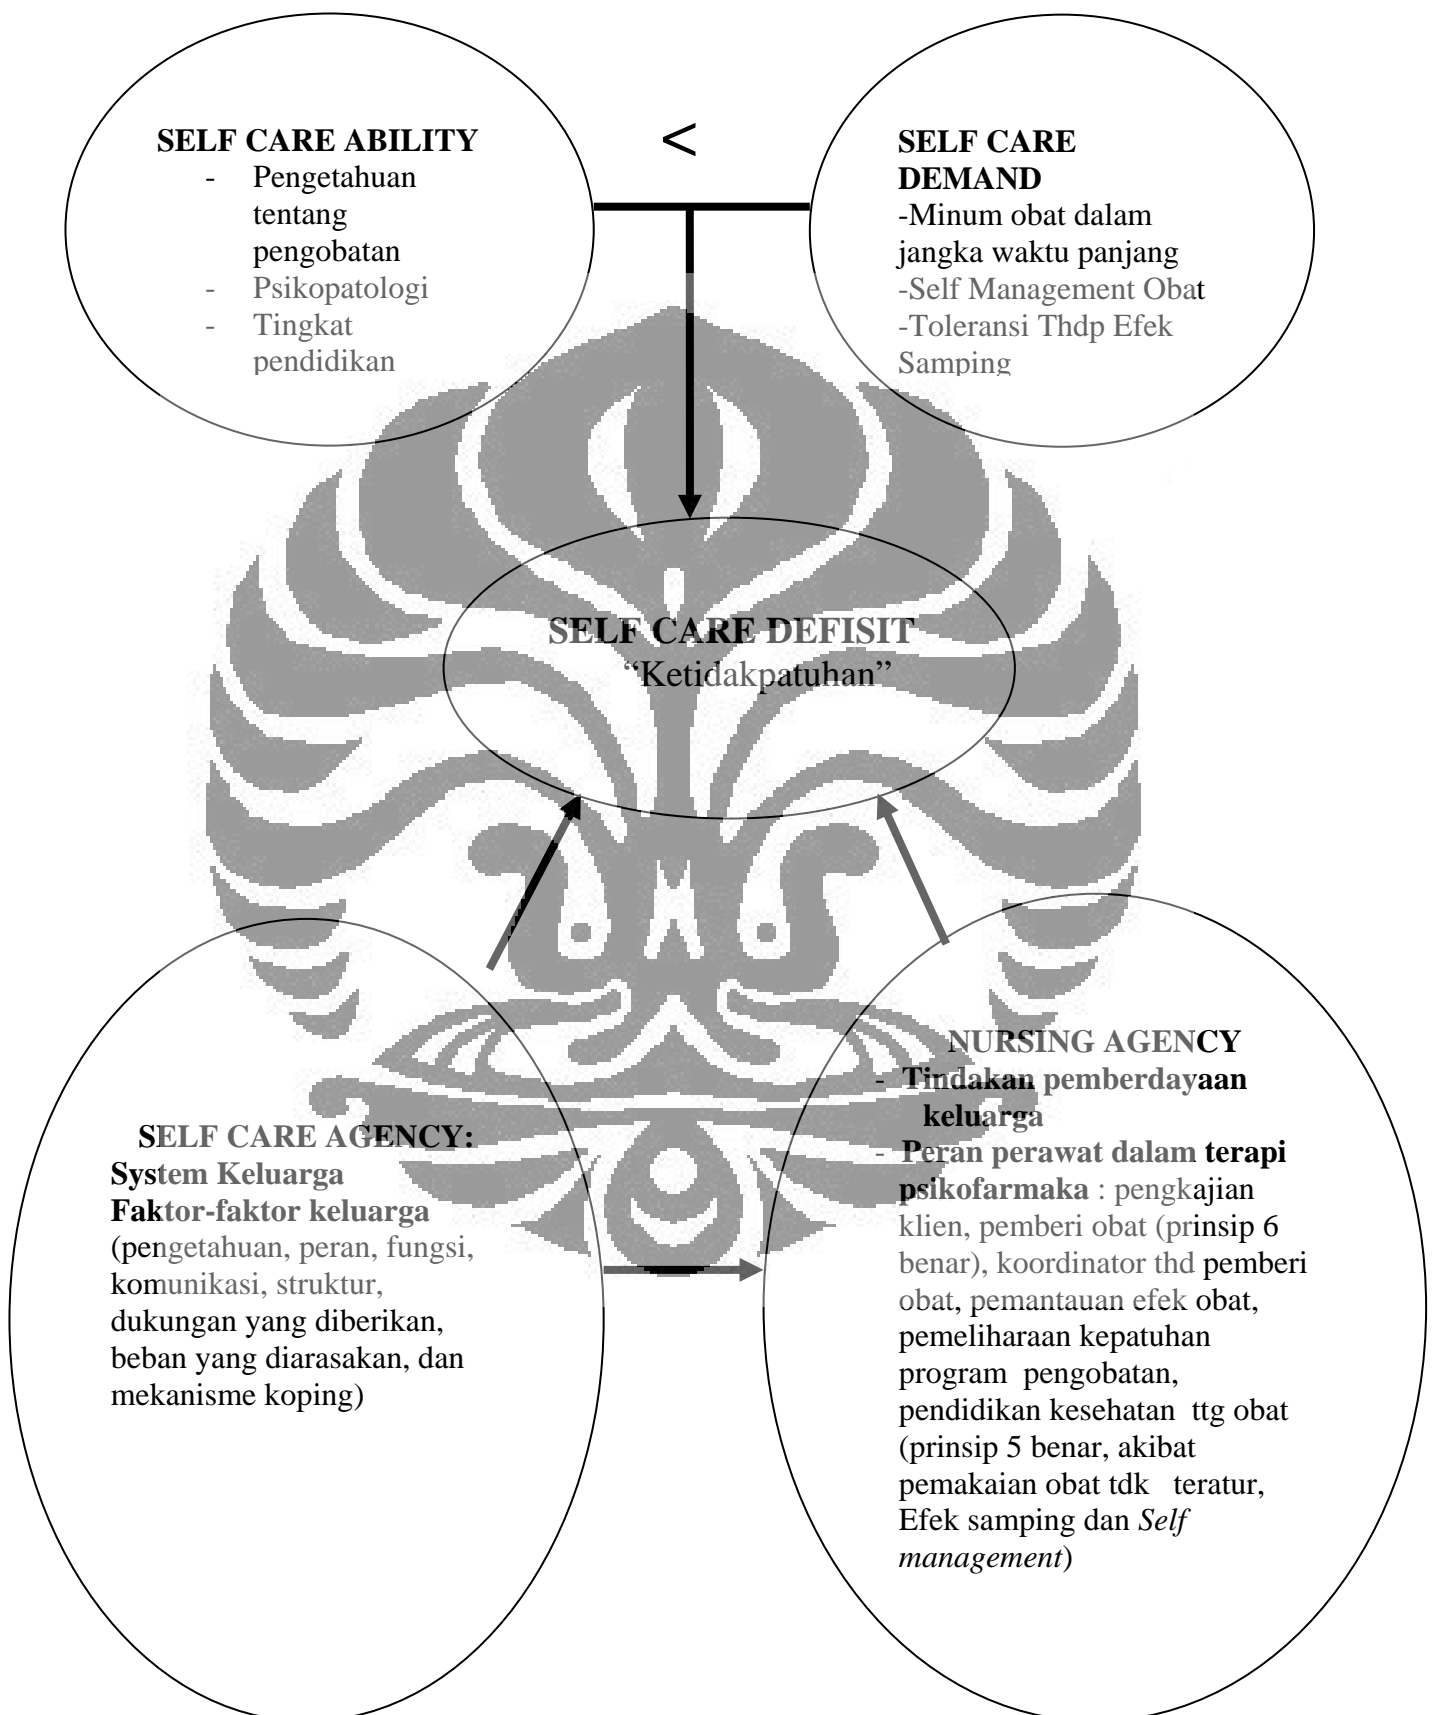 SELF CARE ABILITY
- Pengetahuan
tentang
pengobatan
- Psikopatologi
- Tingkat
pendidikan
<
SELF CARE
DEMAND
-Minum obat dalam
jangka waktu panjang
-Self Management Obat
-Toleransi Thdp Efek
Samping
SELF CARE DEFISIT
“Ketidakpatuhan”
SELF CARE AGENCY:
System Keluarga
Faktor-faktor keluarga
(pengetahuan, peran, fungsi,
komunikasi, struktur,
dukungan yang diberikan,
beban yang diarasakan, dan
mekanisme koping)
NURSING AGENCY
- Tindakan pemberdayaan
keluarga
- Peran perawat dalam terapi
psikofarmaka : pengkajian
klien, pemberi obat (prinsip 6
benar), koordinator thd pemberi
obat, pemantauan efek obat,
pemeliharaan kepatuhan
program pengobatan,
pendidikan kesehatan ttg obat
(prinsip 5 benar, akibat
pemakaian obat tdk teratur,
Efek samping dan Self
management)